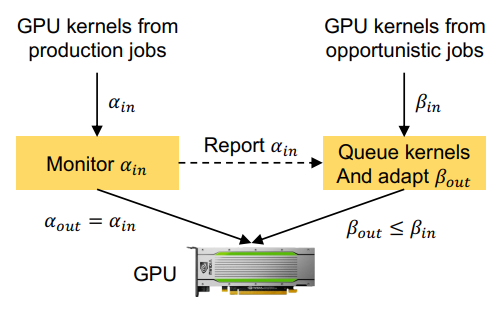 GPU kernels from
production jobs
GPU kernels from
opportunistic jobs
α_in
β_in
Monitor α_in
Report α_in
Queue kernels
And adapt β_out
α_out = α_in
β_out ≤ β_in
GPU